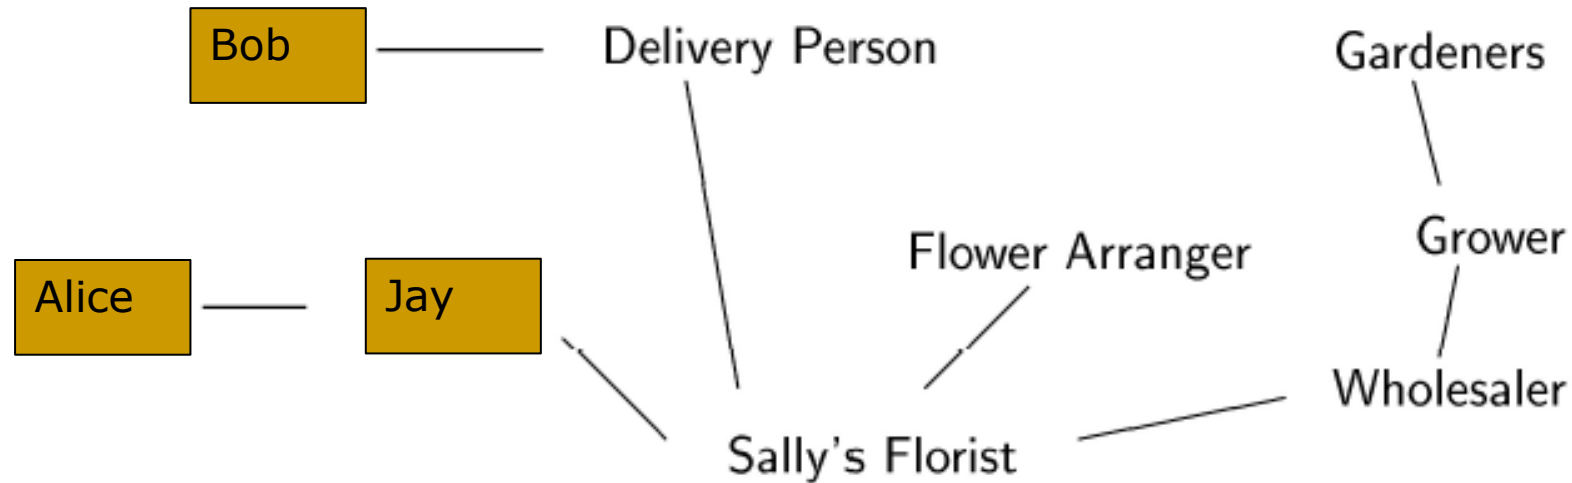 Bob
Delivery Person
Gardeners
Flower Arranger
Grower
Alice
Jay
Wholesaler
Sally's Florist